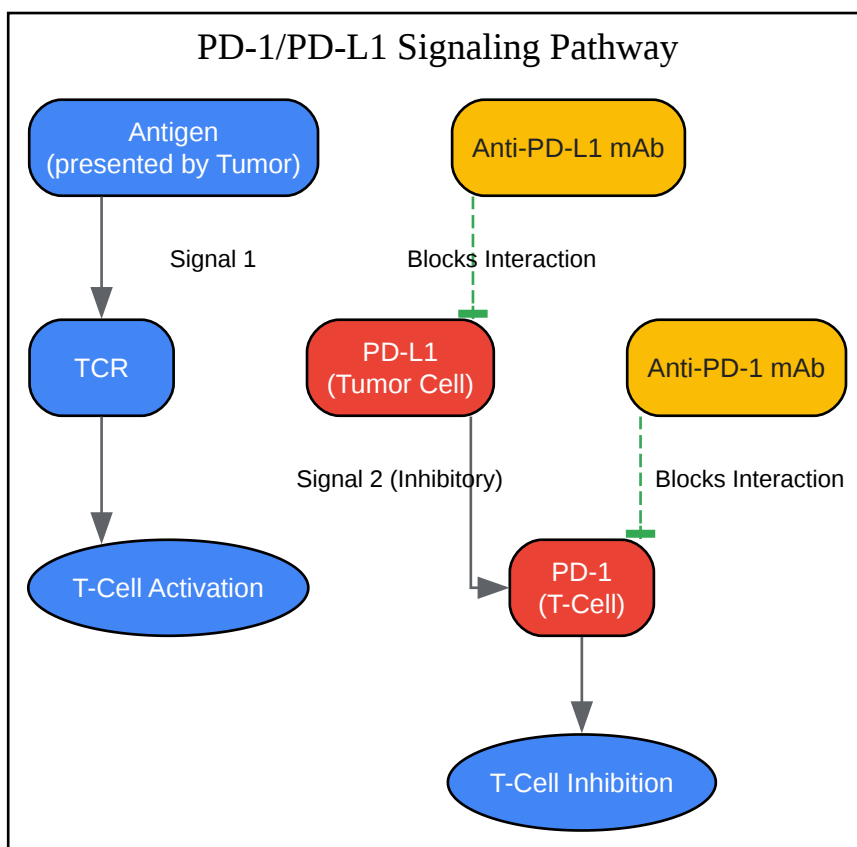 PD-1/PD-L1 Signaling Pathway
Antigen
(presented by Tumor)
Anti-PD-L1 mAb
Signal 1
Blocks Interaction
TCR
PD-L1
(Tumor Cell)
Anti-PD-1 mAb
Signal 2 (Inhibitory)
Blocks Interaction
T-Cell Activation
PD-1
(T-Cell)
T-Cell Inhibition